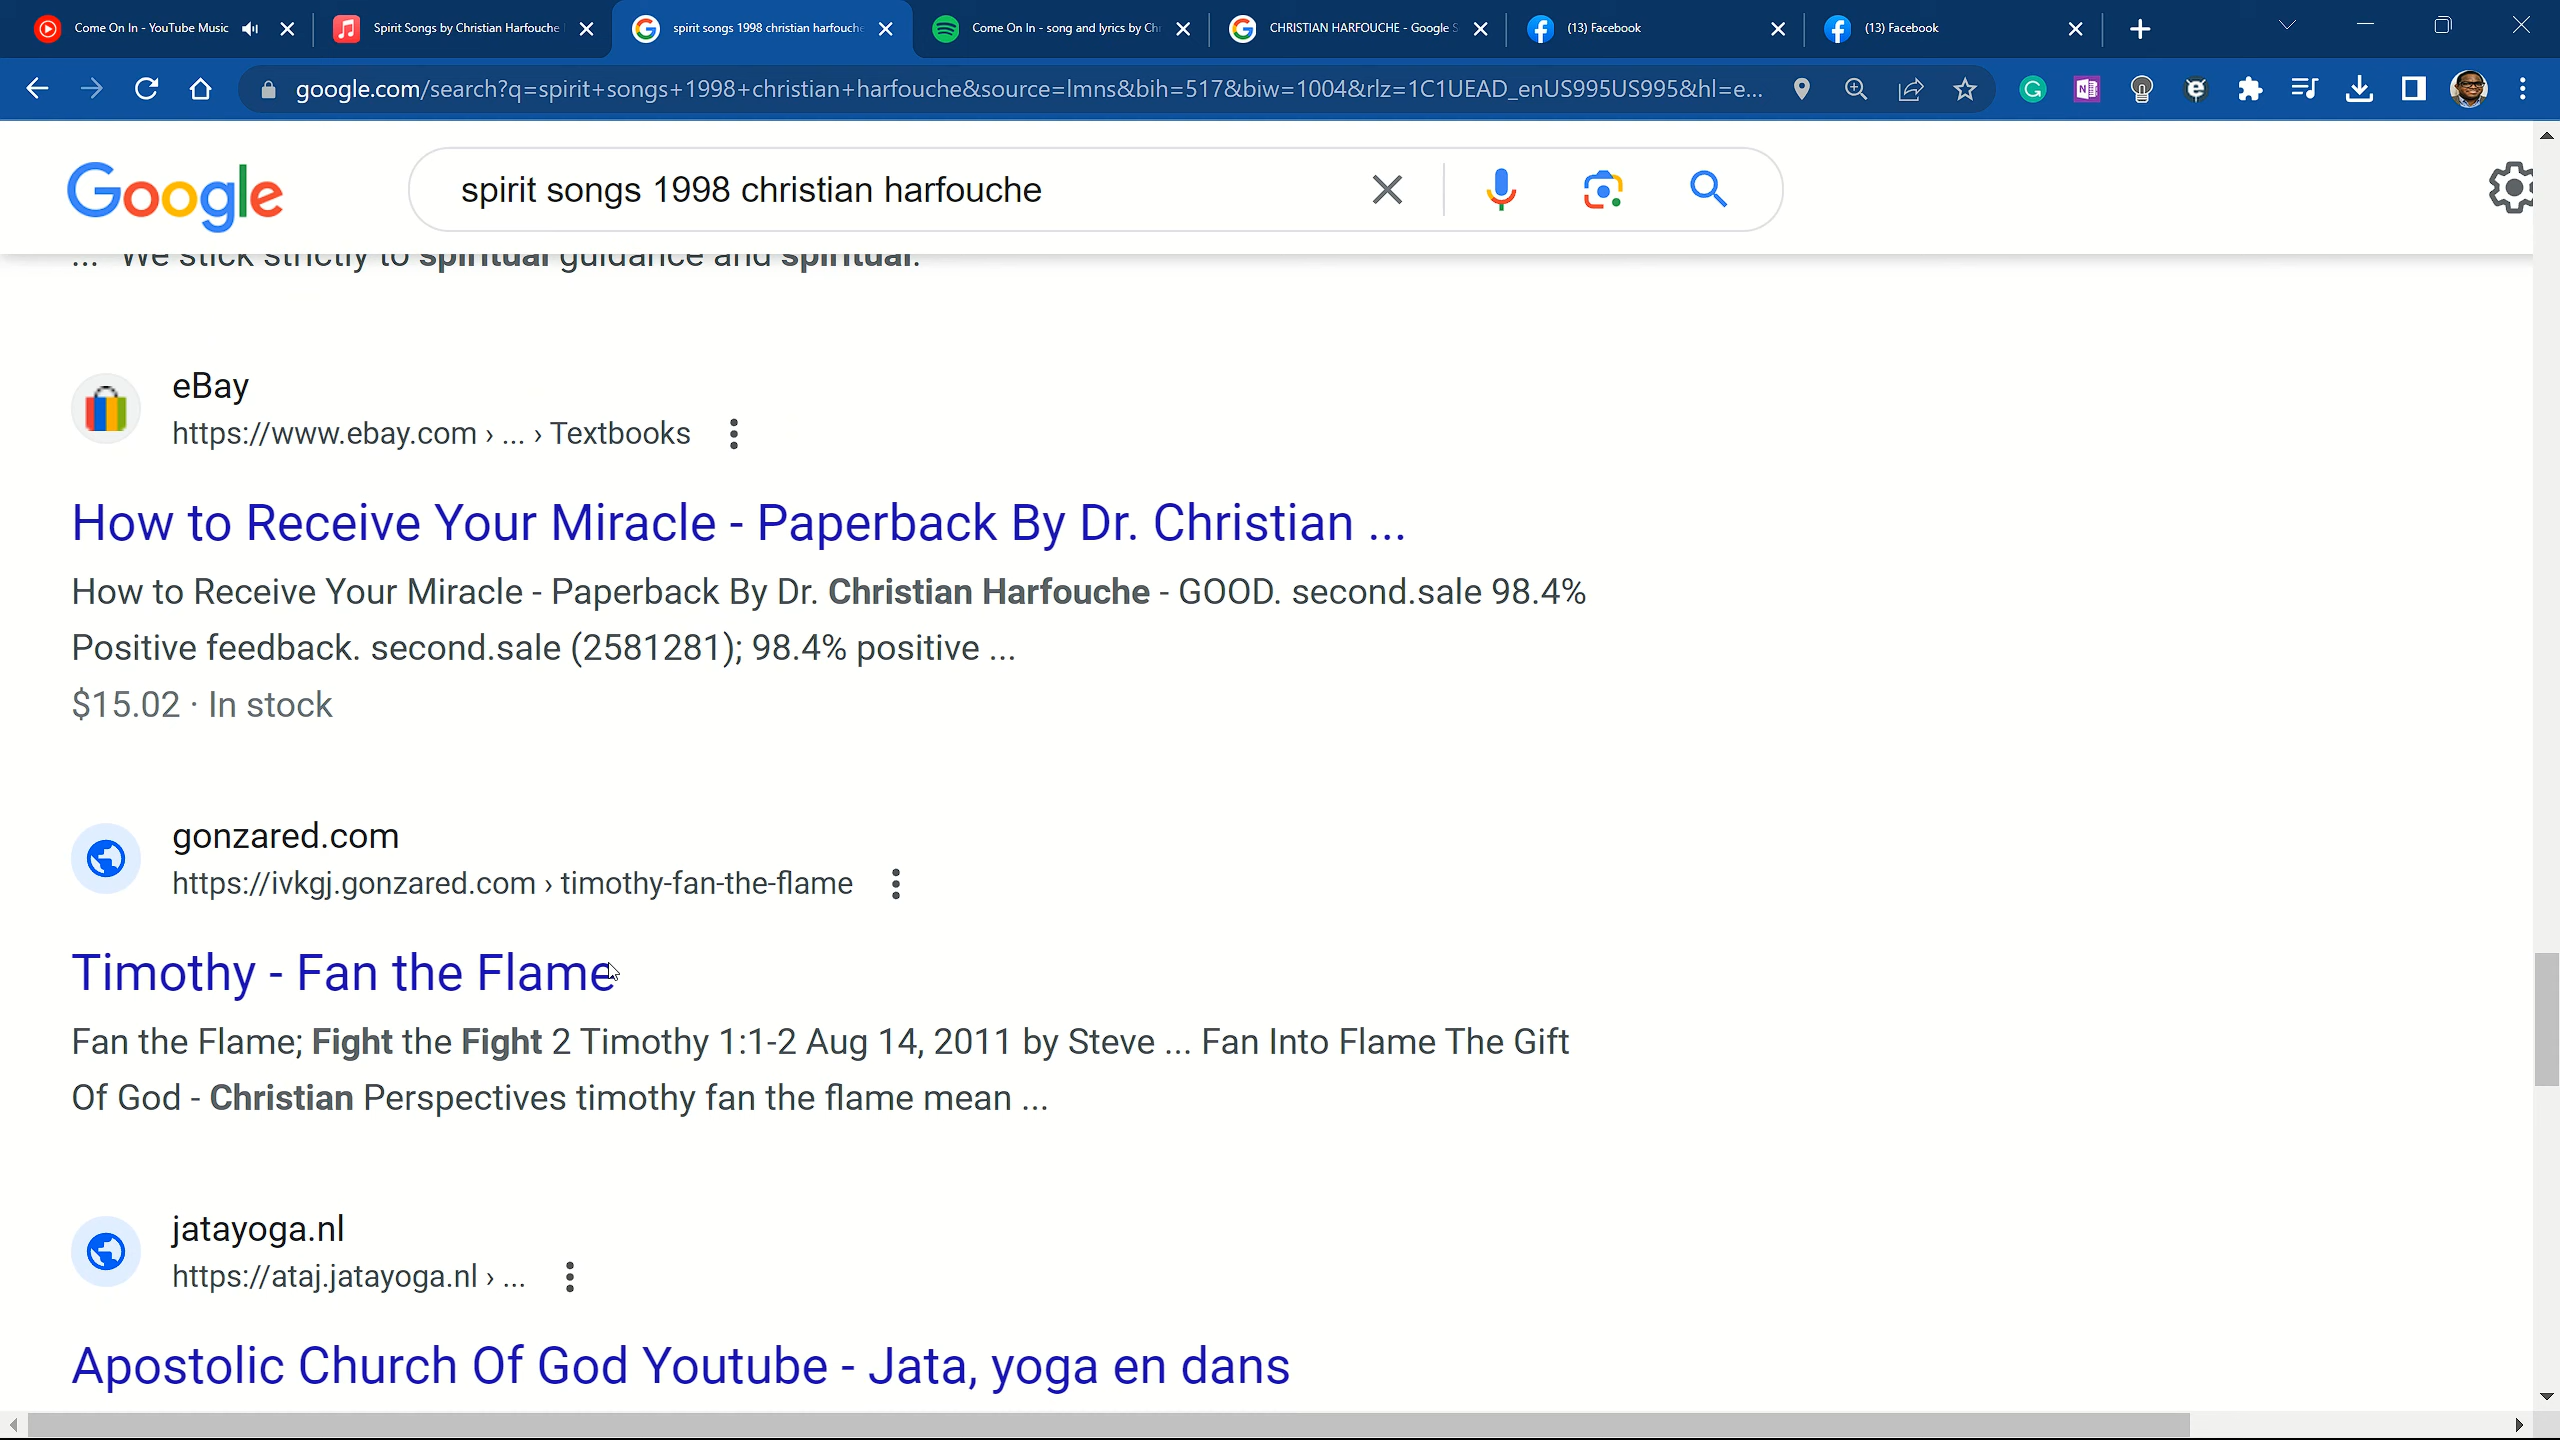 Come On In - YouTube Music
Spirit Songs by Christian Harfouche
spirit songs 1998 christian harfouche
Come On In - song and lyrics by Ch
CHRISTIAN HARFOUCHE - Google S
(13) Facebook
(13) Facebook
google.com/search?q=spirit+songs+1998+christian+harfouche&source=lmns&bih=517&biw=1004&rlz=1C1UEAD_enUS995US995&hl=e...
Google
spirit songs 1998 christian harfouche
... We stick strictly to spiritual guidance and spiritual.
eBay
https://www.ebay.com › ... › Textbooks
How to Receive Your Miracle - Paperback By Dr. Christian ...
How to Receive Your Miracle - Paperback By Dr. Christian Harfouche - GOOD. second.sale 98.4%
Positive feedback. second.sale (2581281); 98.4% positive ...
$15.02 · In stock
gonzared.com
https://ivkgj.gonzared.com › timothy-fan-the-flame
Timothy - Fan the Flame
Fan the Flame; Fight the Fight 2 Timothy 1:1-2 Aug 14, 2011 by Steve ... Fan Into Flame The Gift
Of God - Christian Perspectives timothy fan the flame mean ...
jatayoga.nl
https://ataj.jatayoga.nl › ...
Apostolic Church Of God Youtube - Jata, yoga en dans